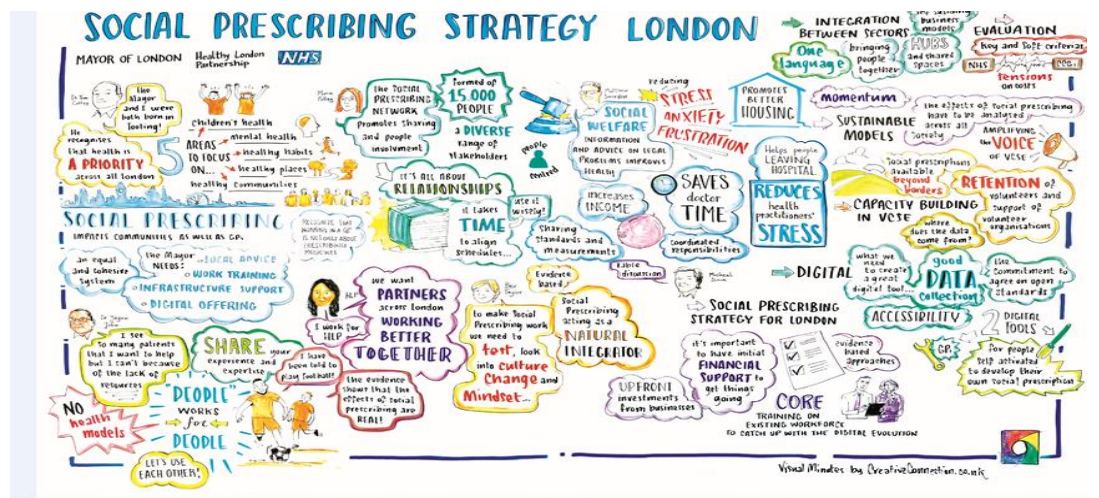 SOCIAL PRESCRIBING STRATEGY LONDON
MAYOR OF LONDON
Healthy London
Partnership
NHS
the
Mayor
and I were
both born in
Tooting!
He
recognises
that health is
A PRIORITY
across all london
5
AREAS
TO FOCUS
ON...
children's health
mental health
healthy habits
healthy places
healthy communities
the SOCIAL
PRESCRIBING
NETWORK
Promotes sharing
and people
involvment
formed of
15,000
PEOPLE
a DIVERSE
range of
stakeholders
IT'S ALL ABOUT
RELATIONSHIPS
it takes
TIME
to align
schedules...
use it
wisely!
People
centred
SOCIAL
WELFARE
INFORMATION
AND ADVICE ON LEGAL
PROBLEMS IMPROVES
HEALTH
reducing
STRESS
ANXIETY
FRUSTRATION
PROMOTES
BETTER
HOUSING
INCREASES
INCOME
SAVES
doctor
TIME
Helps people
LEAVING
HOSPITAL
REDUCES
health
practitioners'
STRESS
Sharing
standards and
measurements
coordinated
responsibilities
INTEGRATION
BETWEEN SECTORS
One
language
bringing
people
together
business
models
HUBS
and shared
spaces
EVALUATION
Key and Soft criterias
NHS
CCG
tensions
on costs
momentum
SUSTAINABLE
MODELS
the effects of social prescribing
have to be analysed
across all
society
AMPLIFYING
the VOICE
OF VCSE
Social prescriptions
available
beyond
borders
RETENTION of
volunteers and
support of
volunteer
organisations
CAPACITY BUILDING
IN VCSE
where
does the data
come from?
SOCIAL PRESCRIBING
IMPACTS COMMUNITIES AS WELL AS GPs
an equal
and cohesive
system
the Mayor
NEEDS:
LOCAL ADVICE
WORK TRAINING
INFRASTRUCTURE SUPPORT
DIGITAL OFFERING
I see
so many patients
that I want to help
but I can't because
of the lack of
resources
SHARE your
experience and
expertise
NO
health
models
"PEOPLE"
WORKS
for
PEOPLE
LET'S USE
EACH OTHER!
I have
been told to
play football!
HLP
I work for
HLP
we want
PARTNERS
across London
WORKING
BETTER
TOGETHER
the evidence
show that the
effects of social
prescribing are
REAL!
Evidence
based
to make Social
Prescribing work
we need to
test, look
into culture
Change and
Mindset...
Social
Prescribing
acting as a
NATURAL
INTEGRATOR
table
discussion
SOCIAL PRESCRIBING
STRATEGY FOR LONDON
it's important
to have initial
FINANCIAL
SUPPORT to
get things
going
UPFRONT
investments
from businesses
evidence
based
approaches
CORE
TRAINING ON
EXISTING WORKFORCE
TO CATCH UP WITH THE DIGITAL EVOLUTION
DIGITAL
what we
need
to create
a great
digital tool...
good
DATA
collection
the
commitment to
agree on open
standards
ACCESSIBILITY
2 DIGITAL
TOOLS
GP
for people
self activated
to develop their
own social prescription
Visual Minutes by CreativeConnection.co.uk